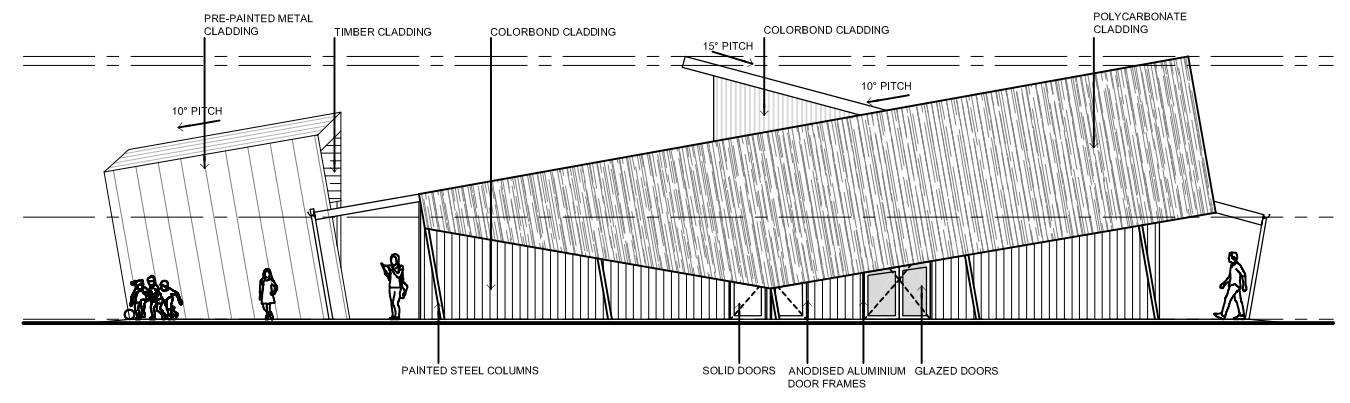 PRE-PAINTED METAL
CLADDING
TIMBER CLADDING
COLORBOND CLADDING
15° PITCH
COLORBOND CLADDING
POLYCARBONATE
CLADDING
10° PITCH
10° PITCH
PAINTED STEEL COLUMNS
SOLID DOORS
ANODISED ALUMINIUM
DOOR FRAMES
GLAZED DOORS